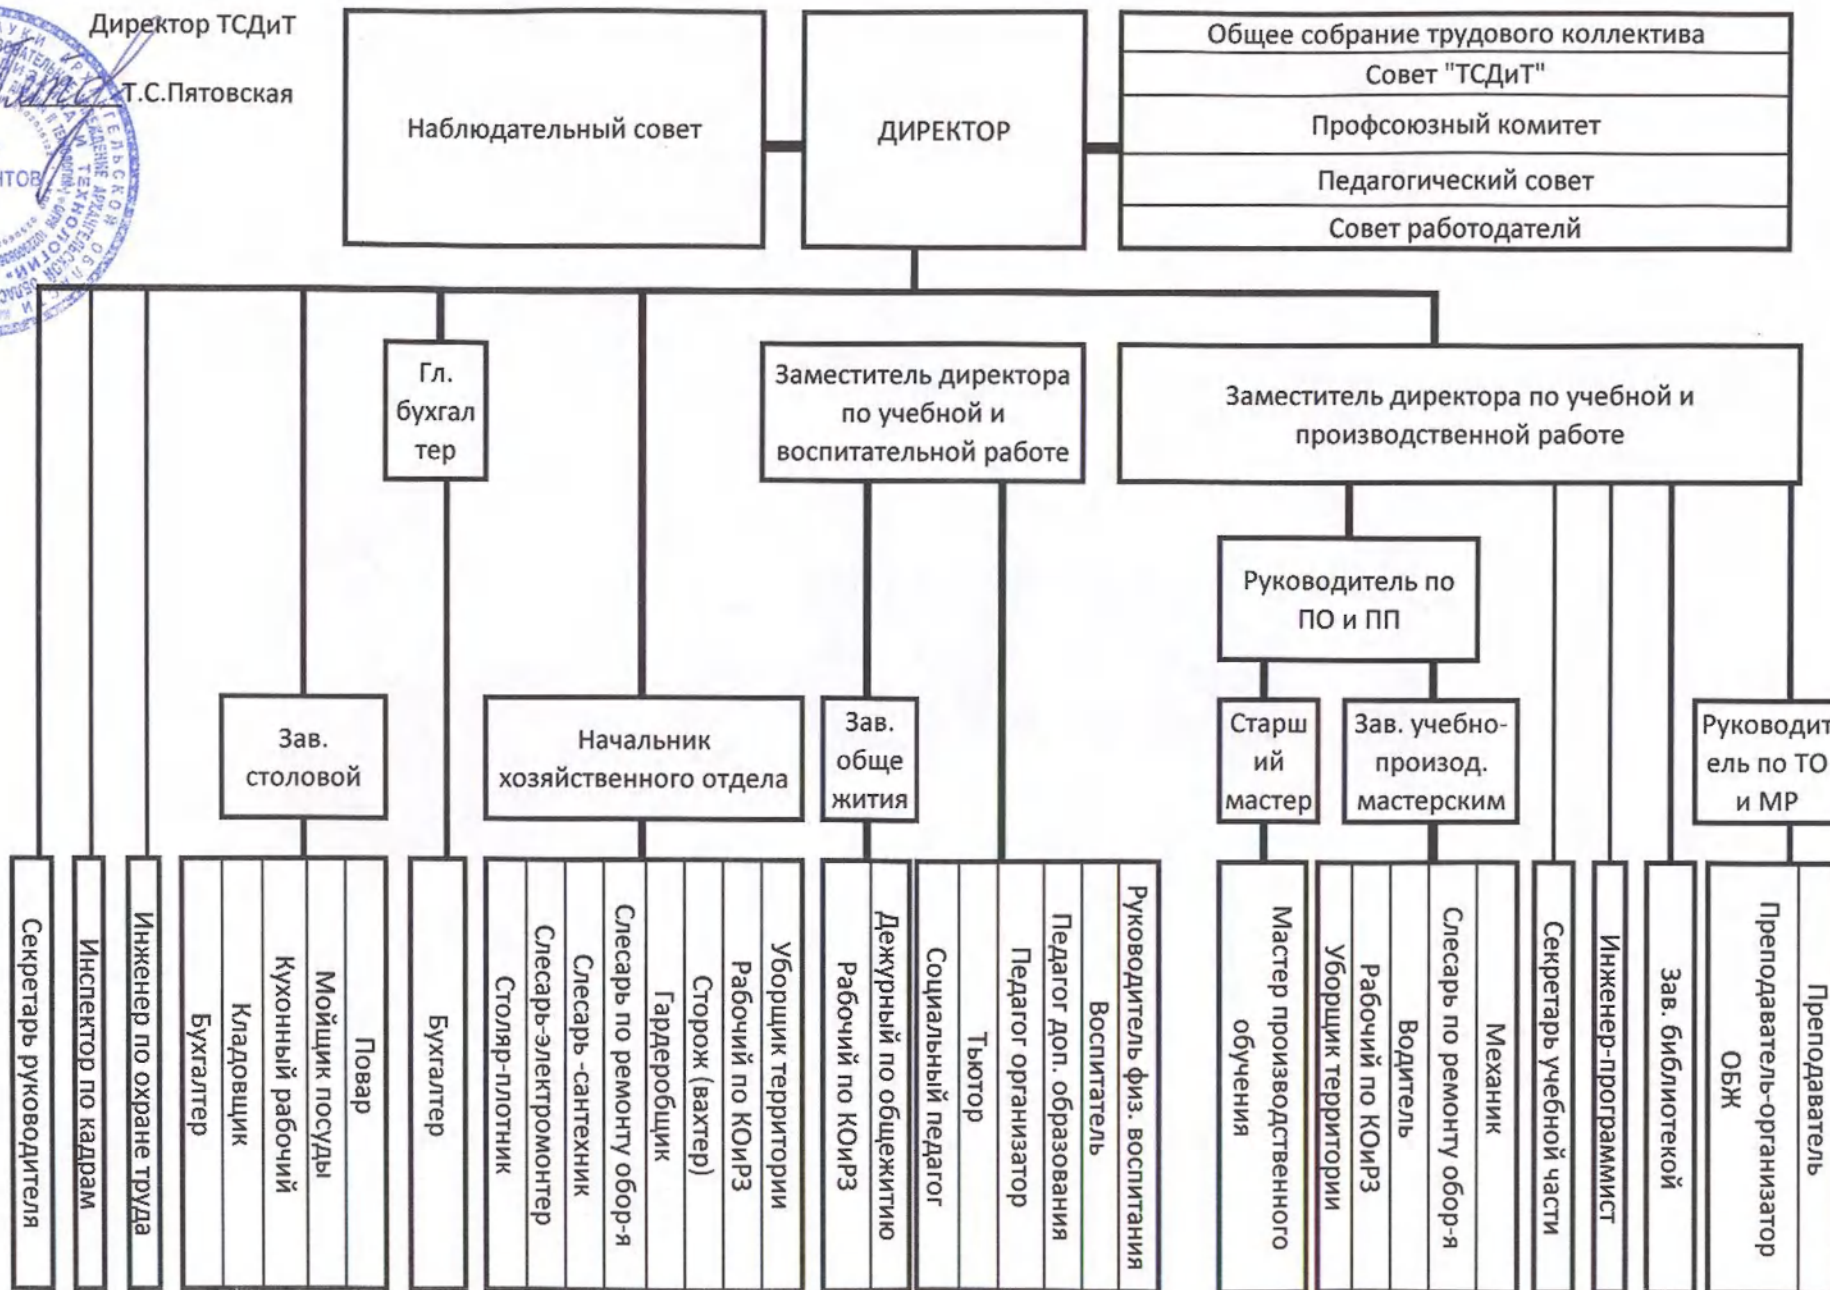 Директор ТСДиТ
Т.С.Пятовская
НТОВ
Наблюдательный совет
ДИРЕКТОР
Общее собрание трудового коллектива
Совет "ТСДиТ"
Профсоюзный комитет
Педагогический совет
Совет работодателй
Гл.
бухгал
тер
Заместитель директора
по учебной и
воспитательной работе
Заместитель директора по учебной и
производственной работе
Руководитель по
ПО и ПП
Зав.
столовой
Начальник
хозяйственного отдела
Зав.
обще
жития
Старш
ий
мастер
Зав. учебно-
произод.
мастерским
Руководит
ель по ТО
и МР
Секретарь руководителя
Инспектор по кадрам
Инженер по охране труда
Бухгалтер
Кладовщик
Кухонный рабочий
Мойщик посуды
Повар
Бухгалтер
Столяр-плотник
Слесарь-электромонтер
Слесарь -сантехник
Слесарь по ремонту обор-я
Гардеробщик
Сторож (вахтер)
Рабочий по КОиРЗ
Уборщик территории
Рабочий по КОиРЗ
Дежурный по общежитию
Социальный педагог
Тьютор
Педагог организатор
Педагог доп. образования
Воспитатель
Руководитель физ. воспитания
Мастер производственного
обучения
Уборщик территории
Рабочий по КОиРЗ
Водитель
Слесарь по ремонту обор-я
Механик
Секретарь учебной части
Инженер-программист
Зав. библиотекой
Преподаватель-организатор
ОБЖ
Преподаватель